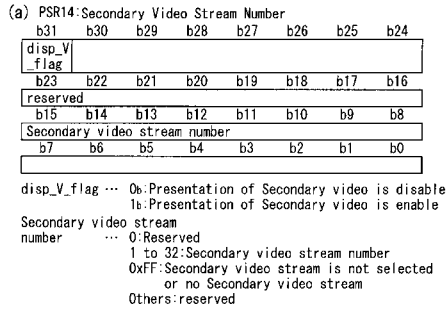 (a) PSR14:Secondary Video Stream Number
b31 b30 b29 b28 b27 b26 b25 b24
disp_V
_flag
b23 b22 b21 b20 b19 b18 b17 b16
reserved
b15 b14 b13 b12 b11 b10 b9 b8
Secondary video stream number
b7 b6 b5 b4 b3 b2 b1 b0
disp_V_flag ··· 0b:Presentation of Secondary video is disable
1b:Presentation of Secondary video is enable
Secondary video stream
number ··· 0:Reserved
1 to 32:Secondary video stream number
0xFF:Secondary video stream is not selected
or no Secondary video stream
Others:reserved